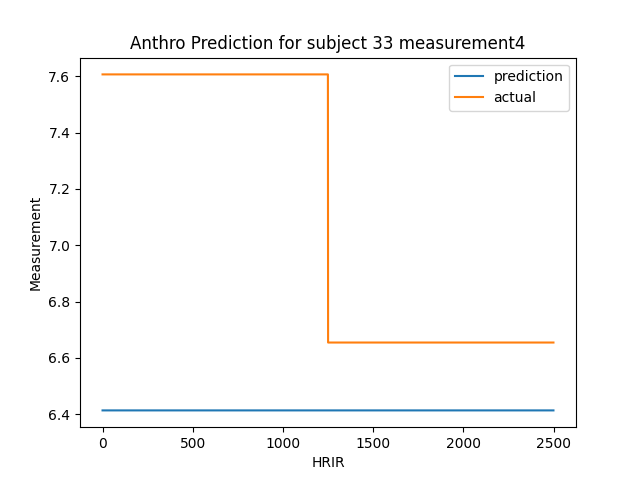 Anthro Prediction for subject 33 measurement4
prediction
actual
7.6
7.4
7.2
7.0
6.8
6.6
6.4
Measurement
0
500
1000
1500
2000
2500
HRIR